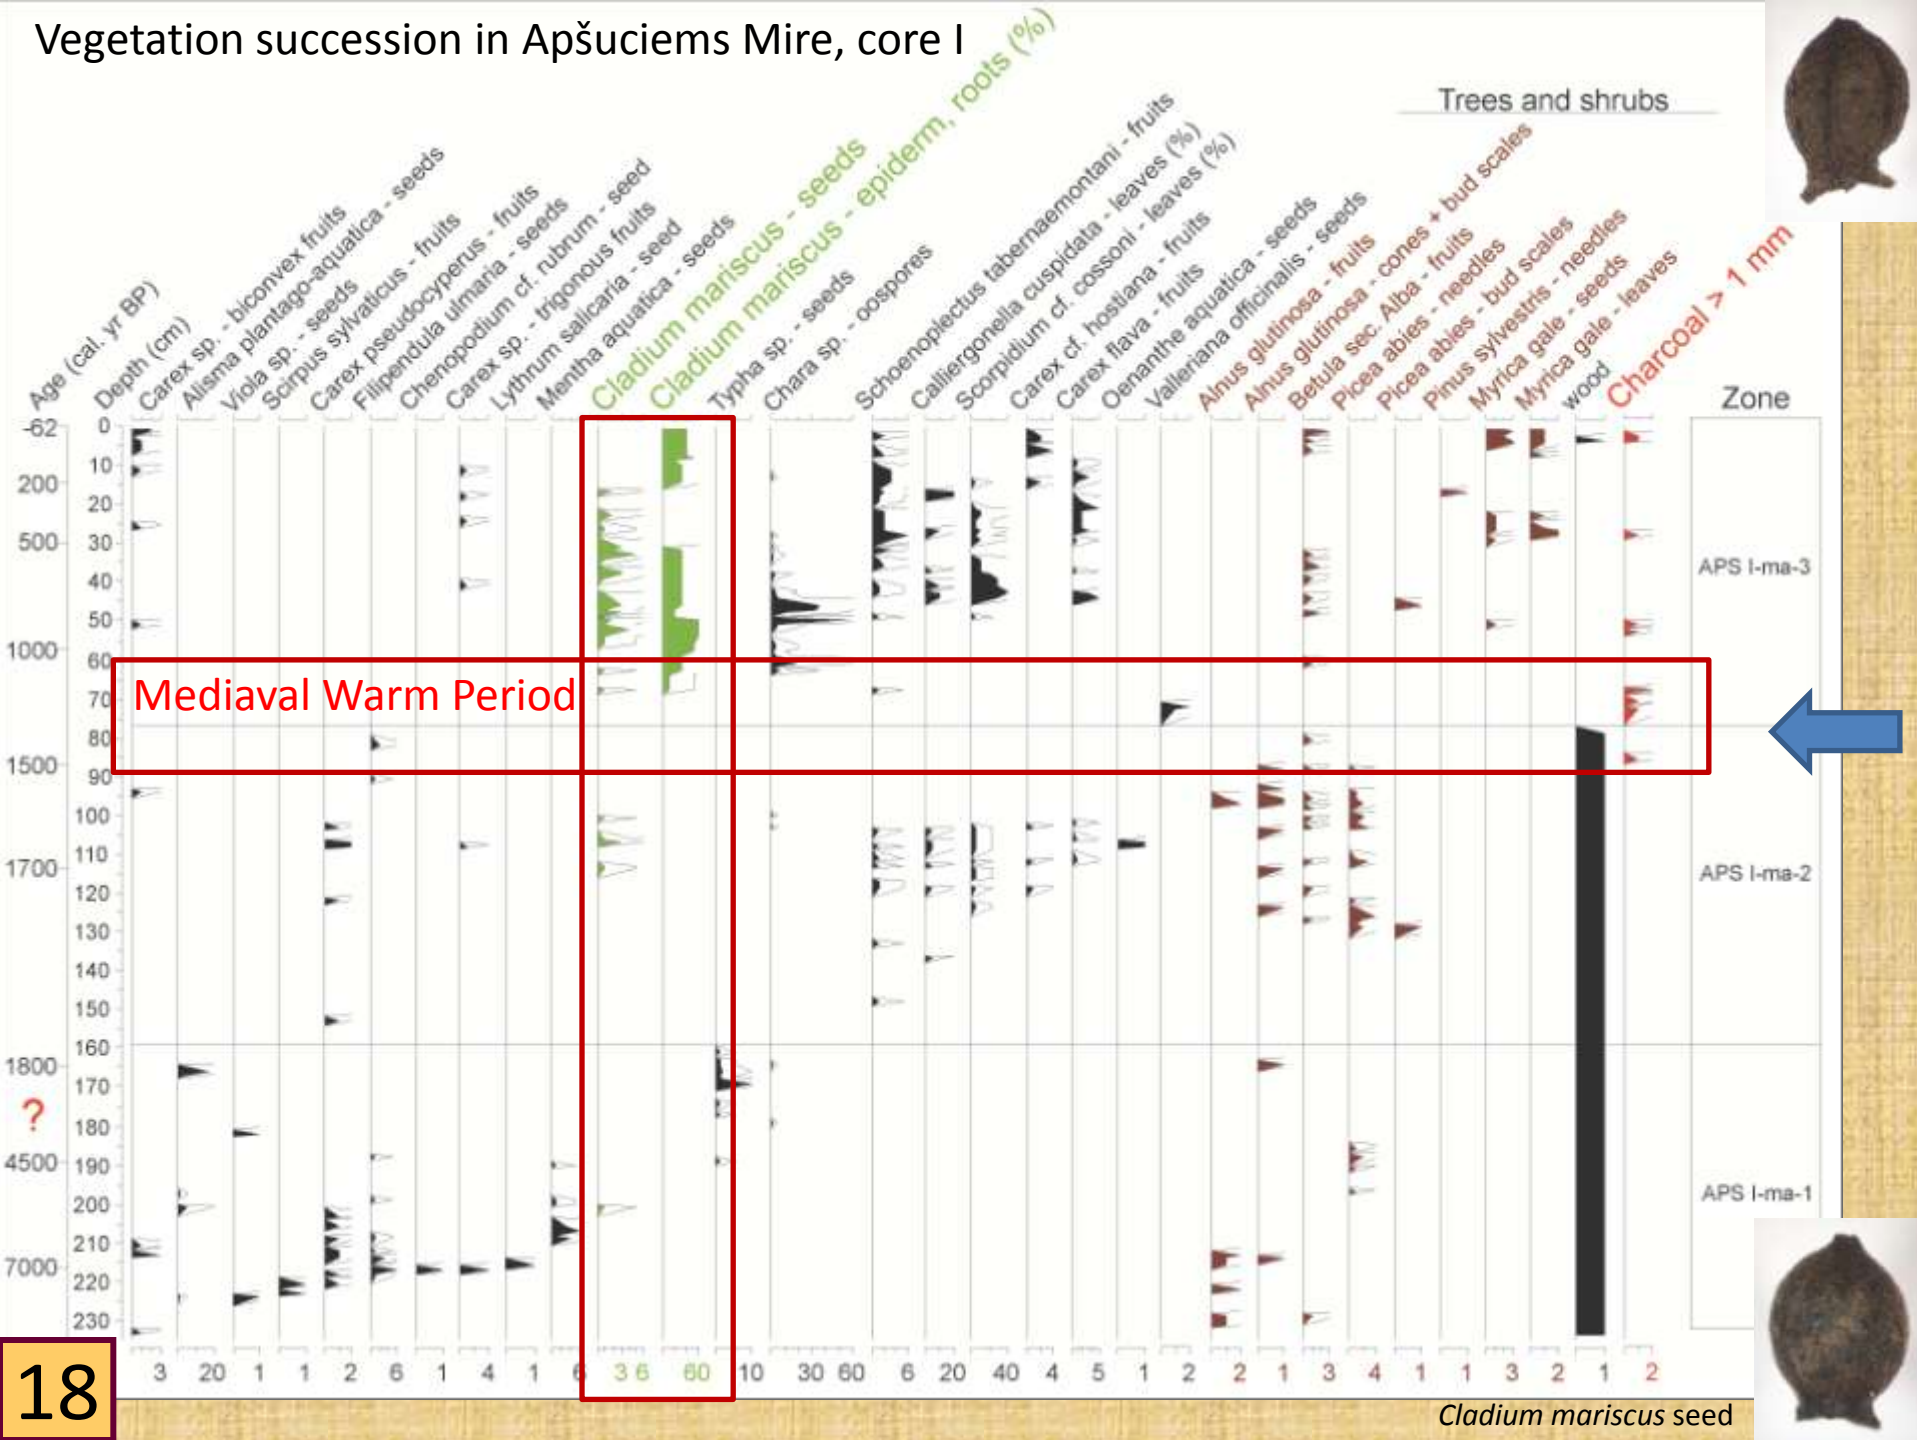 Vegetation succession in Apšuciems Mire, core I
Trees and shrubs
Age (cal. yr BP)
Depth (cm)
Carex sp. - biconvex fruits
Alisma plantago-aquatica - seeds
Viola sp. - seeds
Scirpus sylvaticus - fruits
Carex pseudocyperus - fruits
Filipendula ulmaria - seeds
Chenopodium cf. rubrum - seed
Carex sp. - trigonous fruits
Lythrum salicaria - seed
Mentha aquatica - seeds
Cladium mariscus - seeds
Cladium mariscus - epiderm, roots (%)
Typha sp. - seeds
Chara sp. - oospores
Schoenoplectus tabernaemontani - fruits
Calliergonella cuspidata - leaves (%)
Scorpidium cf. cossoni - leaves (%)
Carex cf. hostiana - fruits
Carex flava - fruits
Oenanthe aquatica - seeds
Valleriana officinalis - seeds
Alnus glutinosa - fruits
Alnus glutinosa - cones + bud scales
Betula sec. Alba - fruits
Picea abies - needles
Picea abies - bud scales
Pinus sylvestris - needles
Myrica gale - seeds
Myrica gale - leaves
wood
Charcoal > 1 mm
Zone
-62
200
500
1000
1500
1700
1800
?
4500
7000
0
10
20
30
40
50
60
70
80
90
100
110
120
130
140
150
160
170
180
190
200
210
220
230
Mediaval Warm Period
APS I-ma-3
APS I-ma-2
APS I-ma-1
3 20 1 1 2 6 1 4 1 6 3 6 60 10 30 60 6 20 40 4 5 1 2 2 1 3 4 1 1 3 2 1 2
18
Cladium mariscus seed